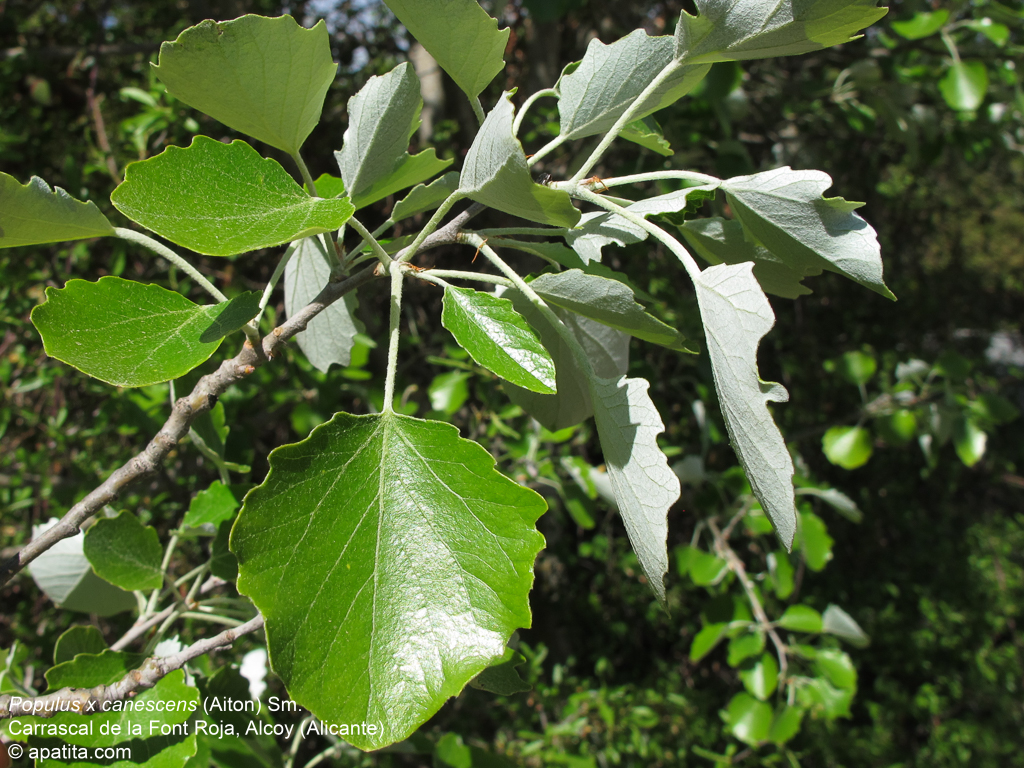 Populus x canescens (Aiton) Sm.
Carrascal de la Font Roja, Alcoy (Alicante)
© apatita.com